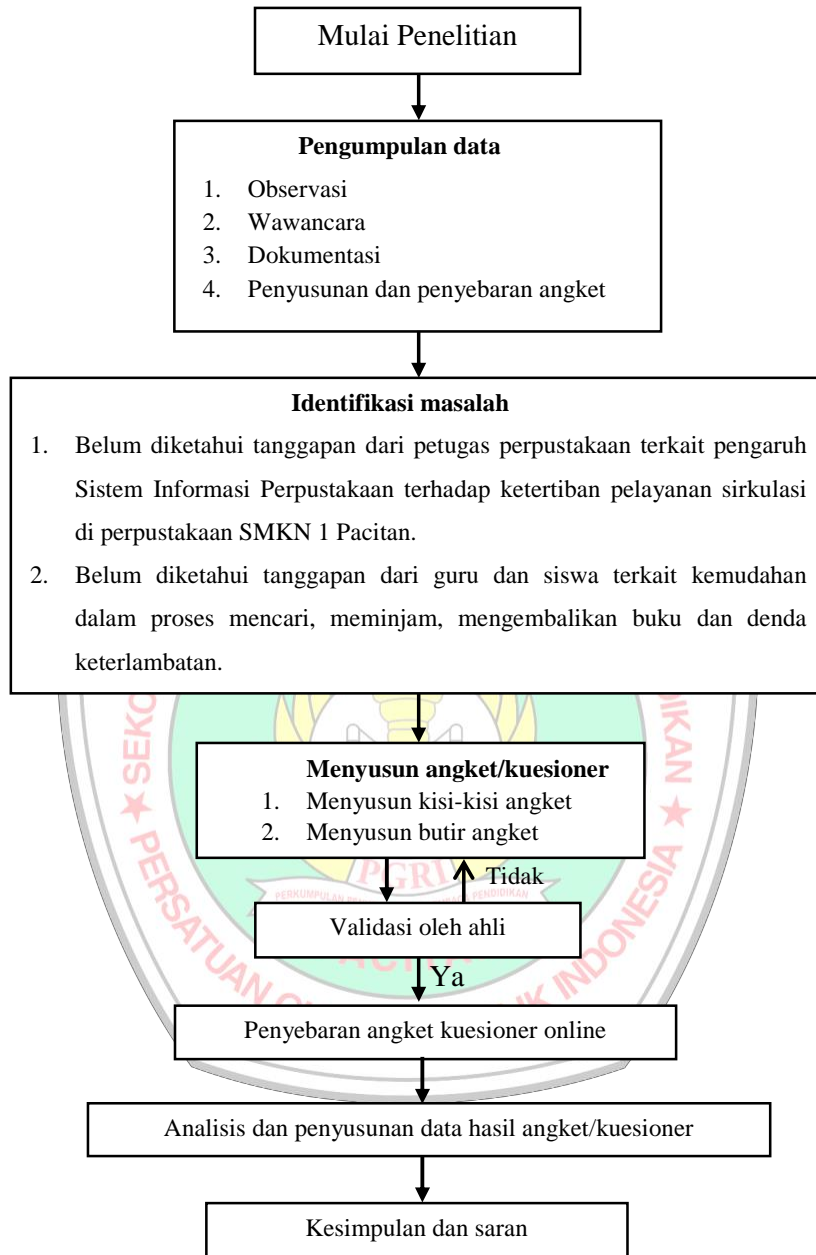 Mulai Penelitian
Pengumpulan data
1. Observasi
2. Wawancara
3. Dokumentasi
4. Penyusunan dan penyebaran angket
Identifikasi masalah
1. Belum diketahui tanggapan dari petugas perpustakaan terkait pengaruh
Sistem Informasi Perpustakaan terhadap ketertiban pelayanan sirkulasi
di perpustakaan SMKN 1 Pacitan.
2. Belum diketahui tanggapan dari guru dan siswa terkait kemudahan
dalam proses mencari, meminjam, mengembalikan buku dan denda
keterlambatan.
Menyusun angket/kuesioner
1. Menyusun kisi-kisi angket
2. Menyusun butir angket
Tidak
Validasi oleh ahli
Ya
Penyebaran angket kuesioner online
Analisis dan penyusunan data hasil angket/kuesioner
Kesimpulan dan saran
PGRI
PERSATUAN
INDONESIA
PENDIDIKAN